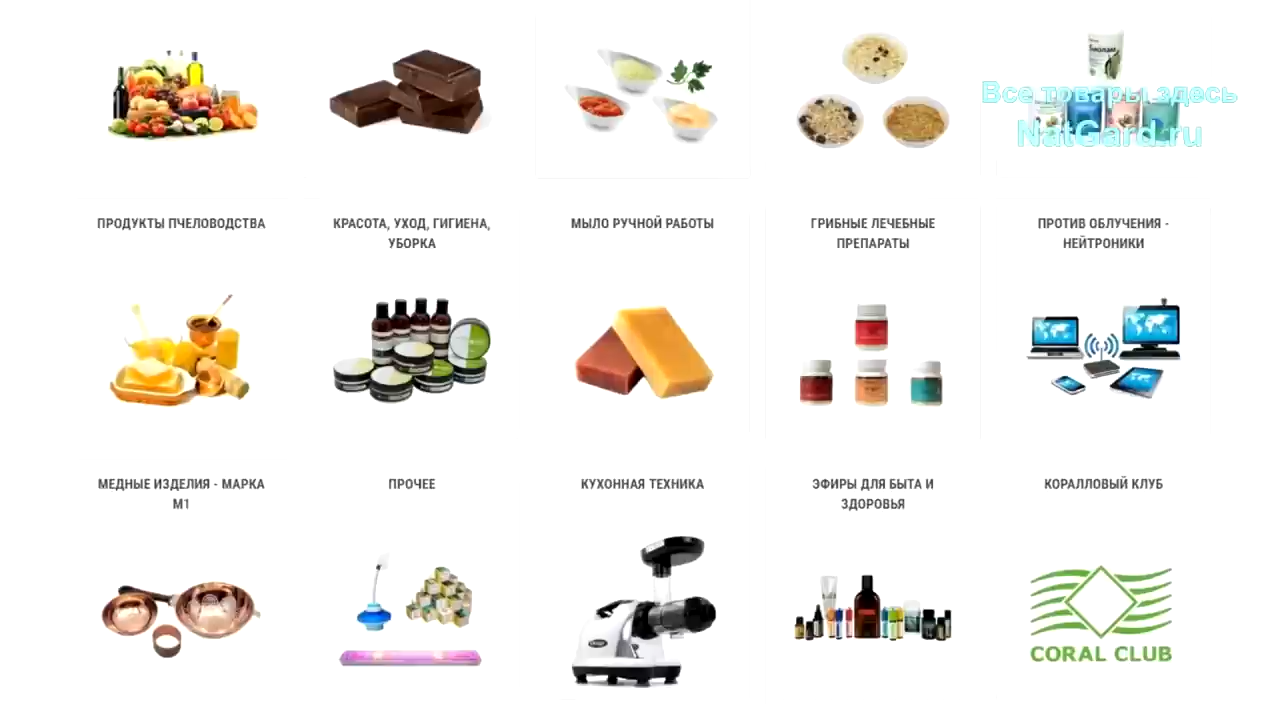 Все товары здесь
NatGard.ru
ПРОДУКТЫ ПЧЕЛОВОДСТВА
КРАСОТА, УХОД, ГИГИЕНА,
УБОРКА
МЫЛО РУЧНОЙ РАБОТЫ
ГРИБНЫЕ ЛЕЧЕБНЫЕ
ПРЕПАРАТЫ
ПРОТИВ ОБЛУЧЕНИЯ -
НЕЙТРОНИКИ
МЕДНЫЕ ИЗДЕЛИЯ - МАРКА
М1
ПРОЧЕЕ
КУХОННАЯ ТЕХНИКА
ЭФИРЫ ДЛЯ БЫТА И
ЗДОРОВЬЯ
КОРАЛЛОВЫЙ КЛУБ
CORAL CLUB